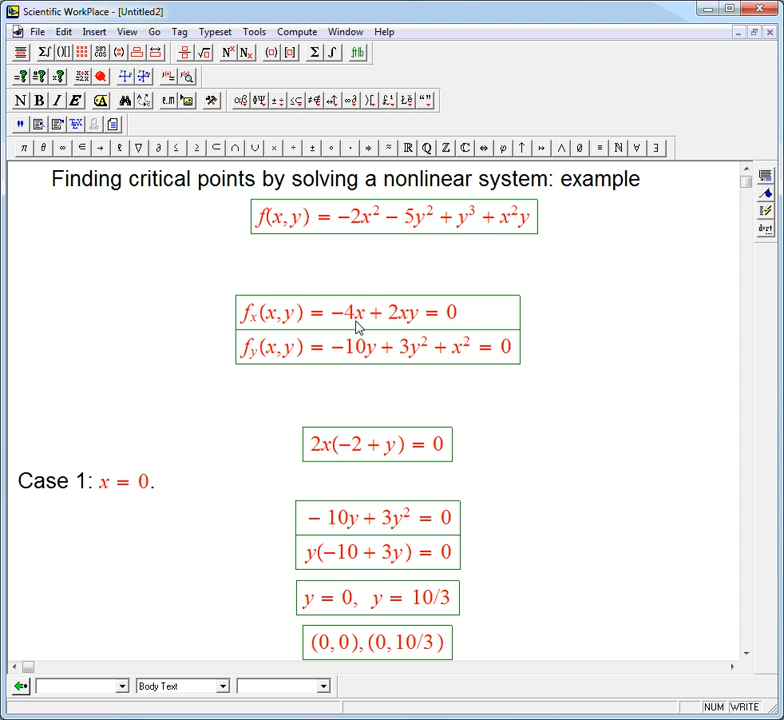 Scientific WorkPlace - [Untitled2]
File Edit Insert View Go Tag Typeset Tools Compute Window Help
Finding critical points by solving a nonlinear system: example
f(x,y) = −2x² − 5y² + y³ + x²y
fₓ(x,y) = −4x + 2xy = 0
f_y(x,y) = −10y + 3y² + x² = 0
2x(−2 + y) = 0
Case 1: x = 0.
− 10y + 3y² = 0
y(−10 + 3y) = 0
y = 0, y = 10/3
(0,0),(0,10/3)
Body Text
NUM WRITE